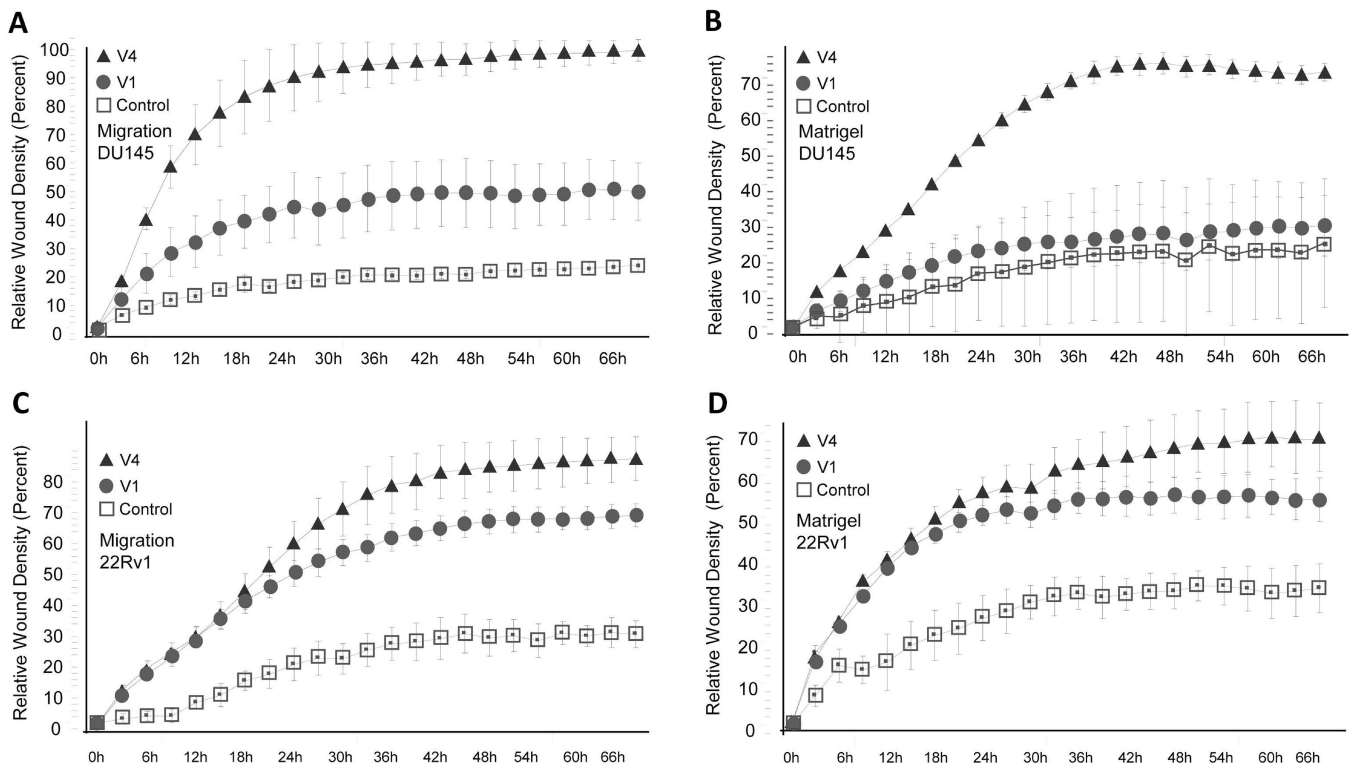 A
Relative Wound Density (Percent)
100
90
80
70
60
50
40
30
20
10
0
V4
V1
Control
Migration
DU145
0h 6h 12h 18h 24h 30h 36h 42h 48h 54h 60h 66h
B
Relative Wound Density (Percent)
70
60
50
40
30
20
10
0
V4
V1
Control
Matrigel
DU145
0h 6h 12h 18h 24h 30h 36h 42h 48h 54h 60h 66h
C
Relative Wound Density (Percent)
80
70
60
50
40
30
20
10
0
V4
V1
Control
Migration
22Rv1
0h 6h 12h 18h 24h 30h 36h 42h 48h 54h 60h 66h
D
Relative Wound Density (Percent)
70
60
50
40
30
20
10
0
V4
V1
Control
Matrigel
22Rv1
0h 6h 12h 18h 24h 30h 36h 42h 48h 54h 60h 66h